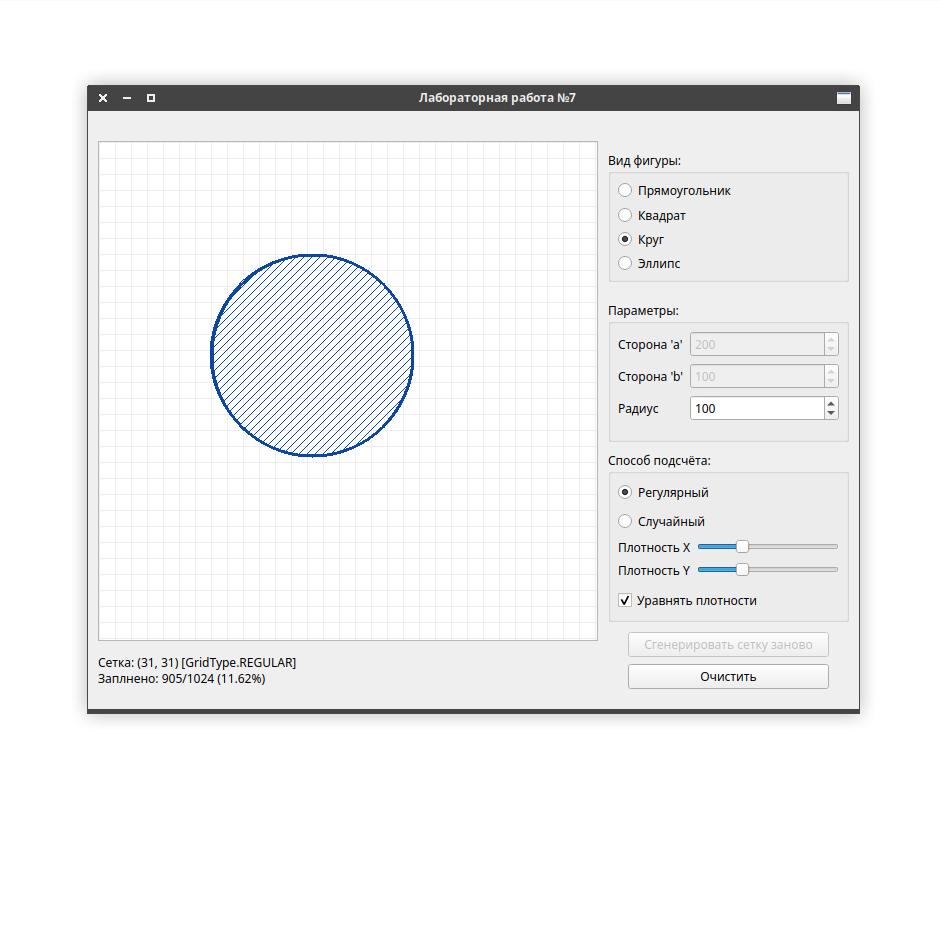 Лабораторная работа №7
Вид фигуры:
Прямоугольник
Квадрат
Круг
Эллипс
Параметры:
Сторона 'a' 200
Сторона 'b' 100
Радиус 100
Способ подсчёта:
Регулярный
Случайный
Плотность X
Плотность Y
Уравнять плотности
Сгенерировать сетку заново
Очистить
Сетка: (31, 31) [GridType.REGULAR]
Заплнено: 905/1024 (11.62%)